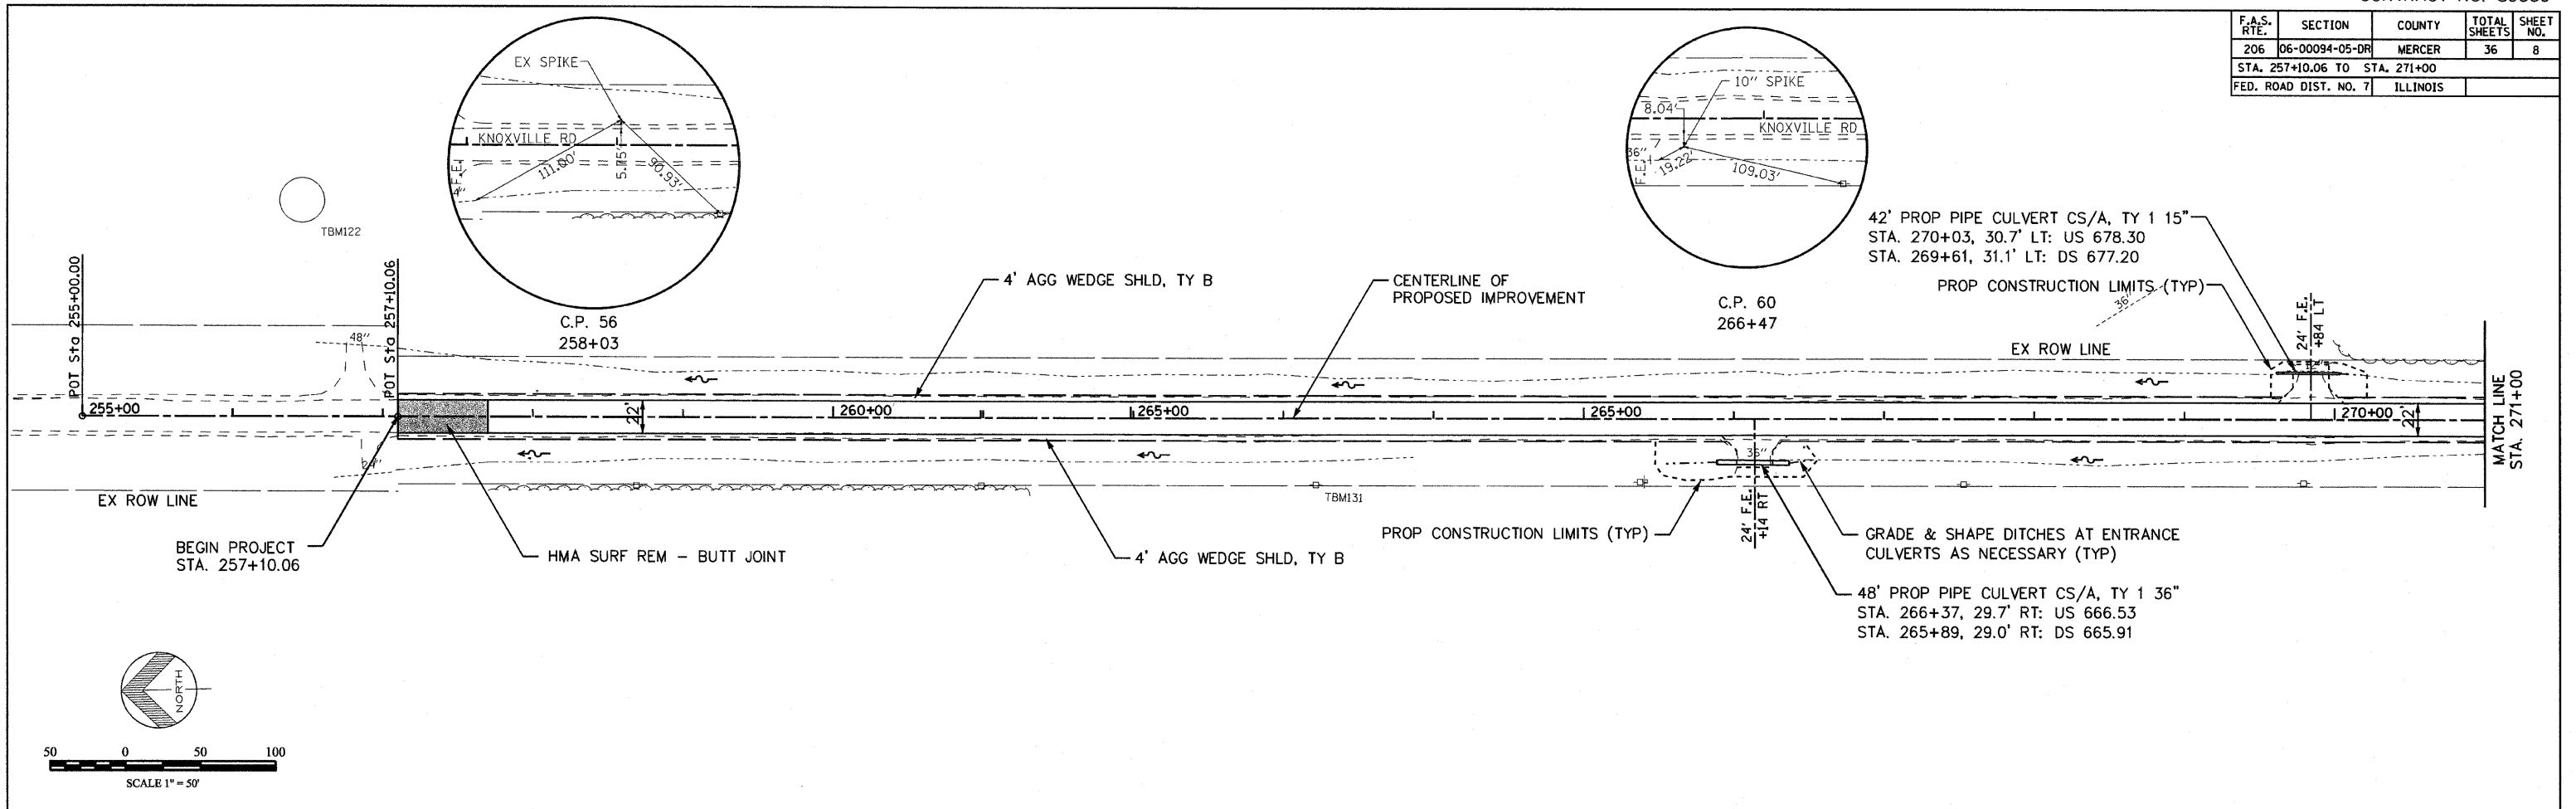 F.A.S. RTE. SECTION COUNTY TOTAL SHEETS SHEET NO.
206 06-00094-05-DR MERCER 36 8
STA. 257+10.06 TO STA. 271+00
FED. ROAD DIST. NO. 7 ILLINOIS
EX SPIKE
KNOXVILLE RD
111.00'
5.15'
90.93'
F.E.
C.P. 56
258+03
10" SPIKE
8.04'
KNOXVILLE RD
36"
F.E.
19.22'
109.03'
C.P. 60
266+47
TBM122
POT Sta 255+00.00
POT Sta 257+10.06
4' AGG WEDGE SHLD, TY B
CENTERLINE OF
PROPOSED IMPROVEMENT
42' PROP PIPE CULVERT CS/A, TY 1 15"
STA. 270+03, 30.7' LT: US 678.30
STA. 269+61, 31.1' LT: DS 677.20
PROP CONSTRUCTION LIMITS (TYP)
36"
24' F.E.
+84 LT
48"
EX ROW LINE
255+00
22'
260+00
265+00
265+00
270+00
22'
MATCH LINE
STA. 271+00
24"
36"
EX ROW LINE
TBM131
24' F.E.
+14 RT
BEGIN PROJECT
STA. 257+10.06
HMA SURF REM - BUTT JOINT
4' AGG WEDGE SHLD, TY B
PROP CONSTRUCTION LIMITS (TYP)
GRADE & SHAPE DITCHES AT ENTRANCE
CULVERTS AS NECESSARY (TYP)
48' PROP PIPE CULVERT CS/A, TY 1 36"
STA. 266+37, 29.7' RT: US 666.53
STA. 265+89, 29.0' RT: DS 665.91
NORTH
50 0 50 100
SCALE 1" = 50'